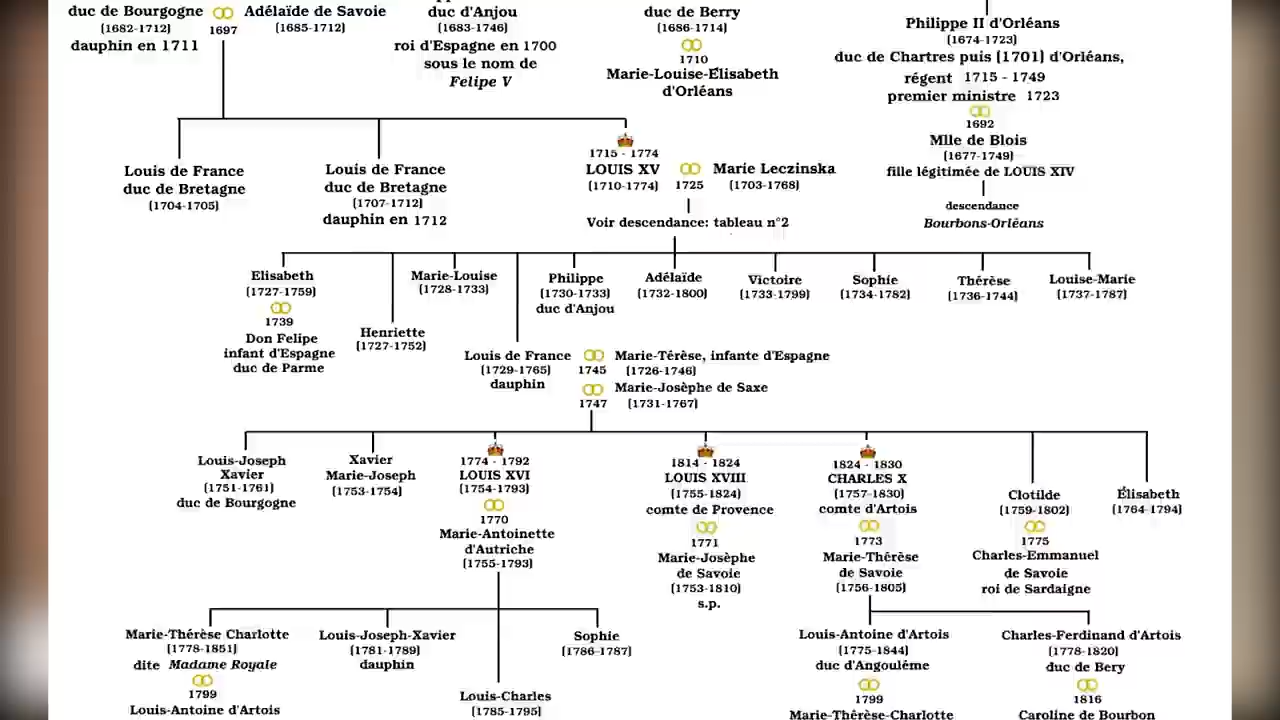 duc de Bourgogne
(1682-1712)
dauphin en 1711
1697
Adélaïde de Savoie
(1685-1712)
duc d'Anjou
(1683-1746)
roi d'Espagne en 1700
sous le nom de
Felipe V
duc de Berry
(1686-1714)
1710
Marie-Louise-Elisabeth
d'Orléans
Philippe II d'Orléans
(1674-1723)
duc de Chartres puis (1701) d'Orléans,
régent 1715 - 1749
premier ministre 1723
1692
Mlle de Blois
(1677-1749)
fille légitimée de LOUIS XIV
descendance
Bourbons-Orléans
Louis de France
duc de Bretagne
(1704-1705)
Louis de France
duc de Bretagne
(1707-1712)
dauphin en 1712
1715 - 1774
LOUIS XV
(1710-1774)
1725
Marie Leczinska
(1703-1768)
Voir descendance: tableau n°2
Elisabeth
(1727-1759)
1739
Don Felipe
infant d'Espagne
duc de Parme
Henriette
(1727-1752)
Marie-Louise
(1728-1733)
Louis de France
(1729-1765)
dauphin
1745
Marie-Térèse, infante d'Espagne
(1726-1746)
1747
Marie-Josèphe de Saxe
(1731-1767)
Philippe
(1730-1733)
duc d'Anjou
Adélaïde
(1732-1800)
Victoire
(1733-1799)
Sophie
(1734-1782)
Thérèse
(1736-1744)
Louise-Marie
(1737-1787)
Louis-Joseph
Xavier
(1751-1761)
duc de Bourgogne
Xavier
Marie-Joseph
(1753-1754)
1774 - 1792
LOUIS XVI
(1754-1793)
1770
Marie-Antoinette
d'Autriche
(1755-1793)
1814 - 1824
LOUIS XVIII
(1755-1824)
comte de Provence
1771
Marie-Josèphe
de Savoie
(1753-1810)
s.p.
1824 - 1830
CHARLES X
(1757-1830)
comte d'Artois
1773
Marie-Thérèse
de Savoie
(1756-1805)
Clotilde
(1759-1802)
1775
Charles-Emmanuel
de Savoie
roi de Sardaigne
Élisabeth
(1764-1794)
Marie-Thérèse Charlotte
(1778-1851)
dite Madame Royale
1799
Louis-Antoine d'Artois
Louis-Joseph-Xavier
(1781-1789)
dauphin
Louis-Charles
(1785-1795)
Sophie
(1786-1787)
Louis-Antoine d'Artois
(1775-1844)
duc d'Angouléme
1799
Marie-Thérèse-Charlotte
Charles-Ferdinand d'Artois
(1778-1820)
duc de Bery
1816
Caroline de Bourbon